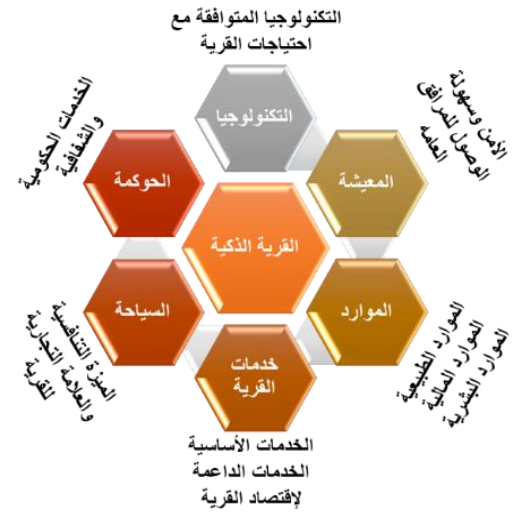 التكنولوجيا المتوافقة مع
احتياجات القرية
التكنولوجيا
الأمن وسهولة
الوصول للمرافق
العامه
المعيشة
الموارد الطبيعية
الموارد المالية
الموارد البشرية
الموارد
خدمات
القرية
الخدمات الأساسية
الخدمات الداعمة
لإقتصاد القرية
السياحة
الميزة التنافسية
والعلامة التجارية
للقرية
الحوكمة
الخدمات الحكومية
والشفافية
القرية الذكية